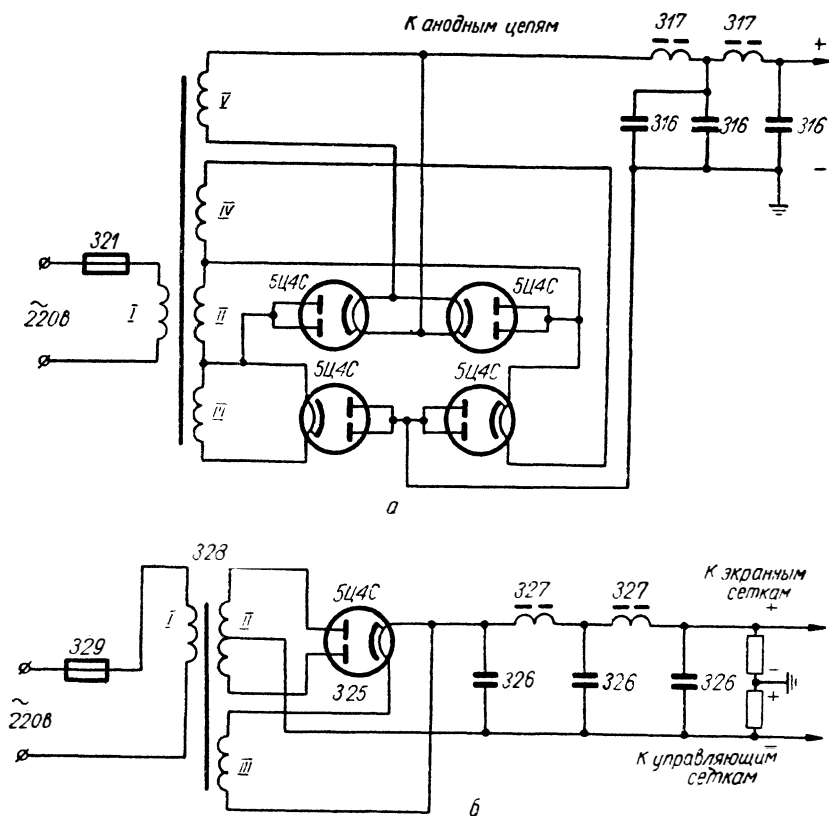 К анодным цепям
317 317
+
V
316 316 316
−
IV
321
~
220в
I
II
5Ц4С 5Ц4С
5Ц4С 5Ц4С
III
а
328
I
II
5Ц4С
325
327 327
К экранным
сеткам
+
329
~
220в
326 326 326
−
+
III
−
К управляющим
сеткам
б